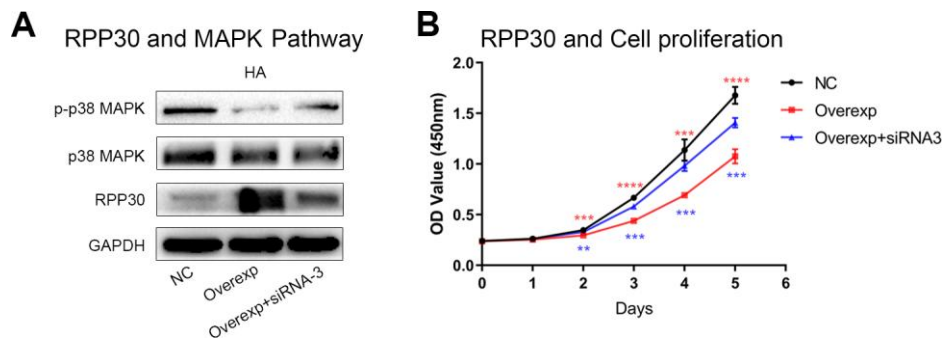 A
RPP30 and MAPK Pathway
HA
p-p38 MAPK
p38 MAPK
RPP30
GAPDH
NC
Overexp
Overexp+siRNA-3
B
RPP30 and Cell proliferation
2.0
1.5
1.0
0.5
0.0
OD Value (450nm)
0 1 2 3 4 5 6
Days
***
****
***
****
**
***
***
***
NC
Overexp
Overexp+siRNA3